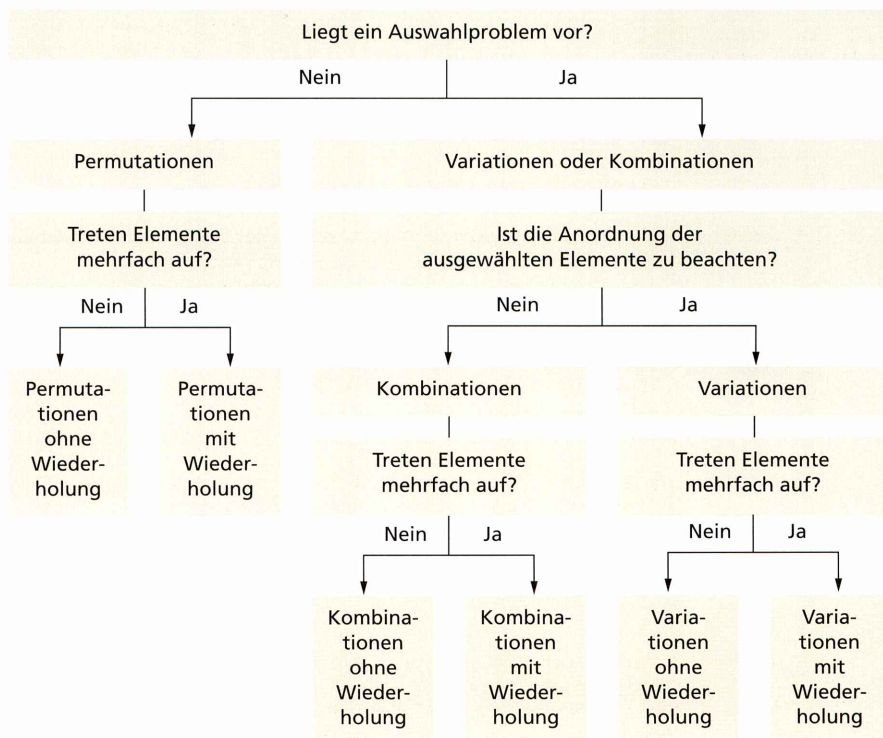 Liegt ein Auswahlproblem vor?
Nein
Ja
Permutationen
Variationen oder Kombinationen
Treten Elemente
mehrfach auf?
Ist die Anordnung der
ausgewählten Elemente zu beachten?
Nein
Ja
Nein
Ja
Permuta-
tionen
ohne
Wieder-
holung
Permuta-
tionen
mit
Wieder-
holung
Kombinationen
Variationen
Treten Elemente
mehrfach auf?
Treten Elemente
mehrfach auf?
Nein
Ja
Nein
Ja
Kombina-
tionen
ohne
Wieder-
holung
Kombina-
tionen
mit
Wieder-
holung
Varia-
tionen
ohne
Wieder-
holung
Varia-
tionen
mit
Wieder-
holung